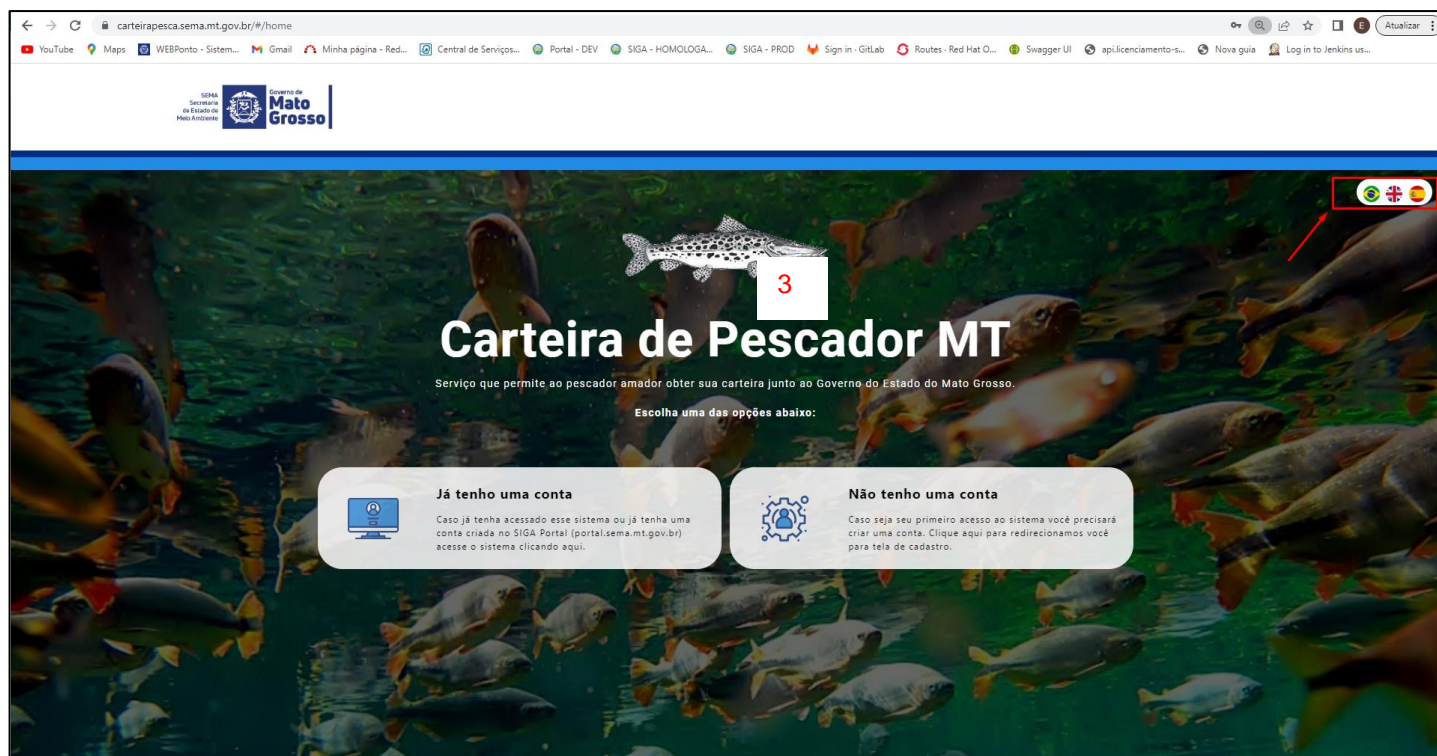 carteirapesca.sema.mt.gov.br/#/home
Atualizar
YouTube Maps WEBPonto - Sistem... Gmail Minha página - Red... Central de Serviços... Portal - DEV SIGA - HOMOLOGA... SIGA - PROD Sign in · GitLab Routes · Red Hat O... Swagger UI api.licenciamento-s... Nova guia Log in to Jenkins us...
E
SEMA
Secretaria
de Estado de
Meio Ambiente
Governo de
Mato
Grosso
3
Carteira de Pescador MT
Serviço que permite ao pescador amador obter sua carteira junto ao Governo do Estado do Mato Grosso.
Escolha uma das opções abaixo:
Já tenho uma conta
Caso já tenha acessado esse sistema ou já tenha uma
conta criada no SIGA Portal (portal.sema.mt.gov.br)
acesse o sistema clicando aqui.
Não tenho uma conta
Caso seja seu primeiro acesso ao sistema você precisará
criar uma conta. Clique aqui para redirecionamos você
para tela de cadastro.